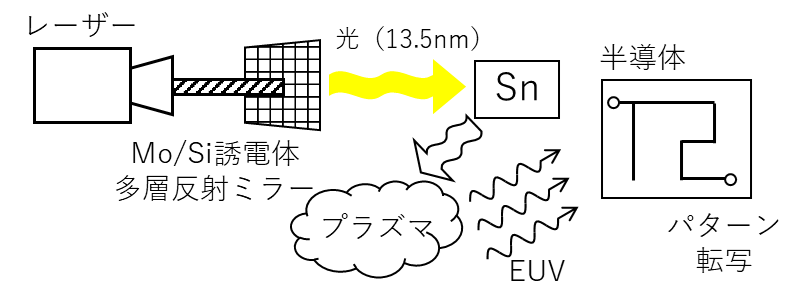 レーザー
光（13.5nm）
半導体
Sn
Mo/Si誘電体
多層反射ミラー
プラズマ
EUV
パターン
転写